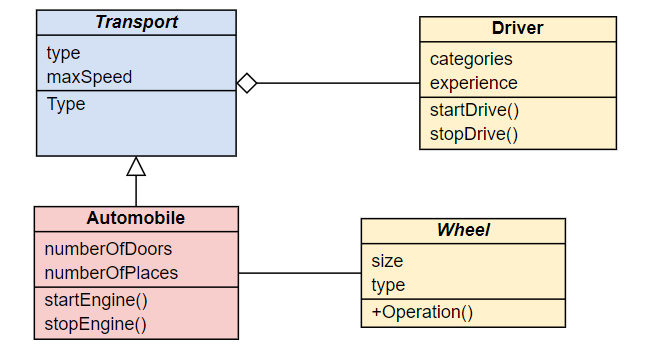 Transport
type
maxSpeed
Type
Driver
categories
experience
startDrive()
stopDrive()
Automobile
numberOfDoors
numberOfPlaces
startEngine()
stopEngine()
Wheel
size
type
+Operation()